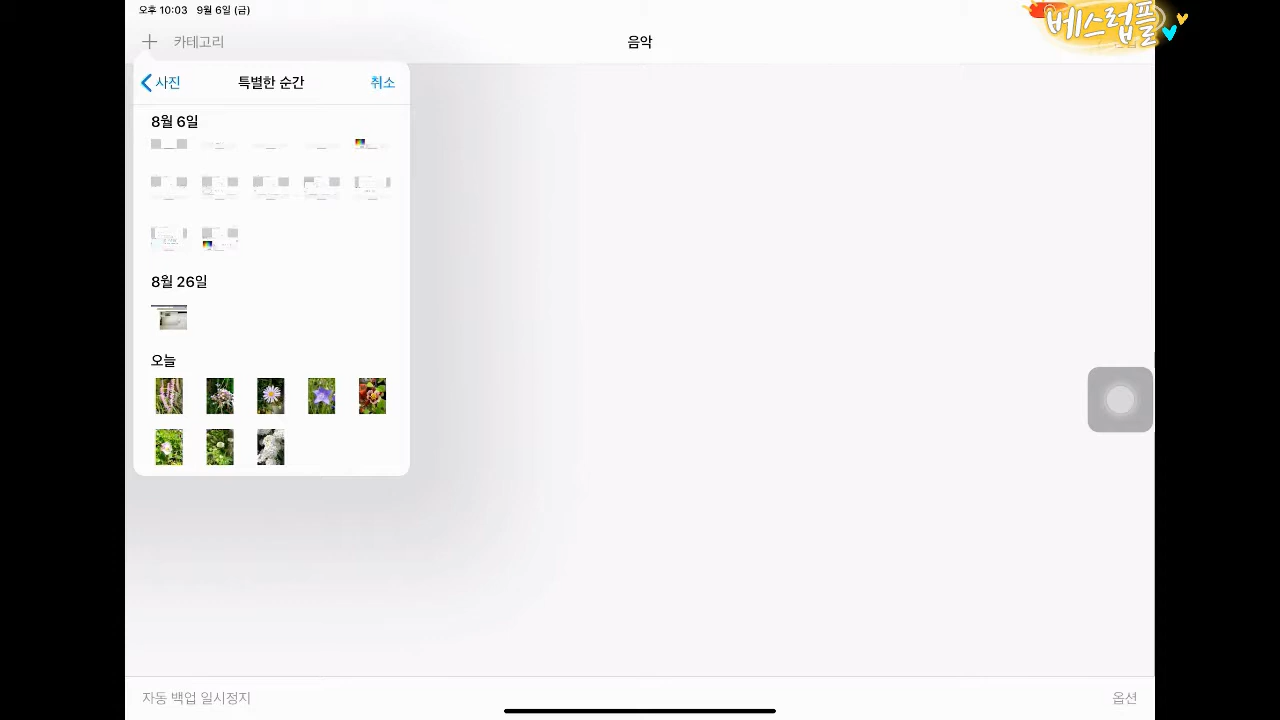 오후 10:03 9월 6일 (금)
베스럽플
카테고리
음악
사진
특별한 순간
취소
8월 6일
8월 26일
오늘
자동 백업 일시정지
옵션